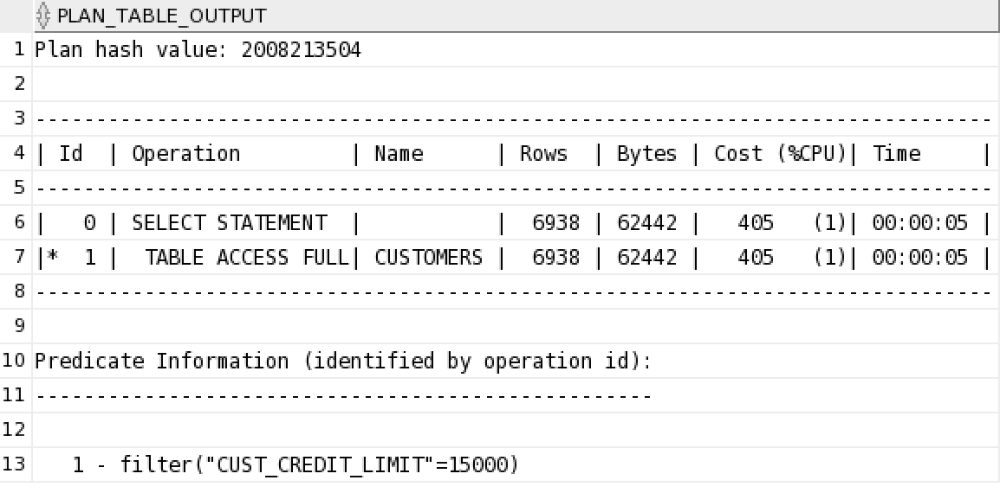 PLAN_TABLE_OUTPUT
1 Plan hash value: 2008213504
2
3 -------------------------------------------------------------------------------
4 | Id  | Operation         | Name      | Rows  | Bytes | Cost (%CPU)| Time     |
5 -------------------------------------------------------------------------------
6 |   0 | SELECT STATEMENT  |           |  6938 | 62442 |   405   (1)| 00:00:05 |
7 |*  1 |  TABLE ACCESS FULL| CUSTOMERS |  6938 | 62442 |   405   (1)| 00:00:05 |
8 -------------------------------------------------------------------------------
9
10 Predicate Information (identified by operation id):
11 ---------------------------------------------------
12
13    1 - filter("CUST_CREDIT_LIMIT"=15000)